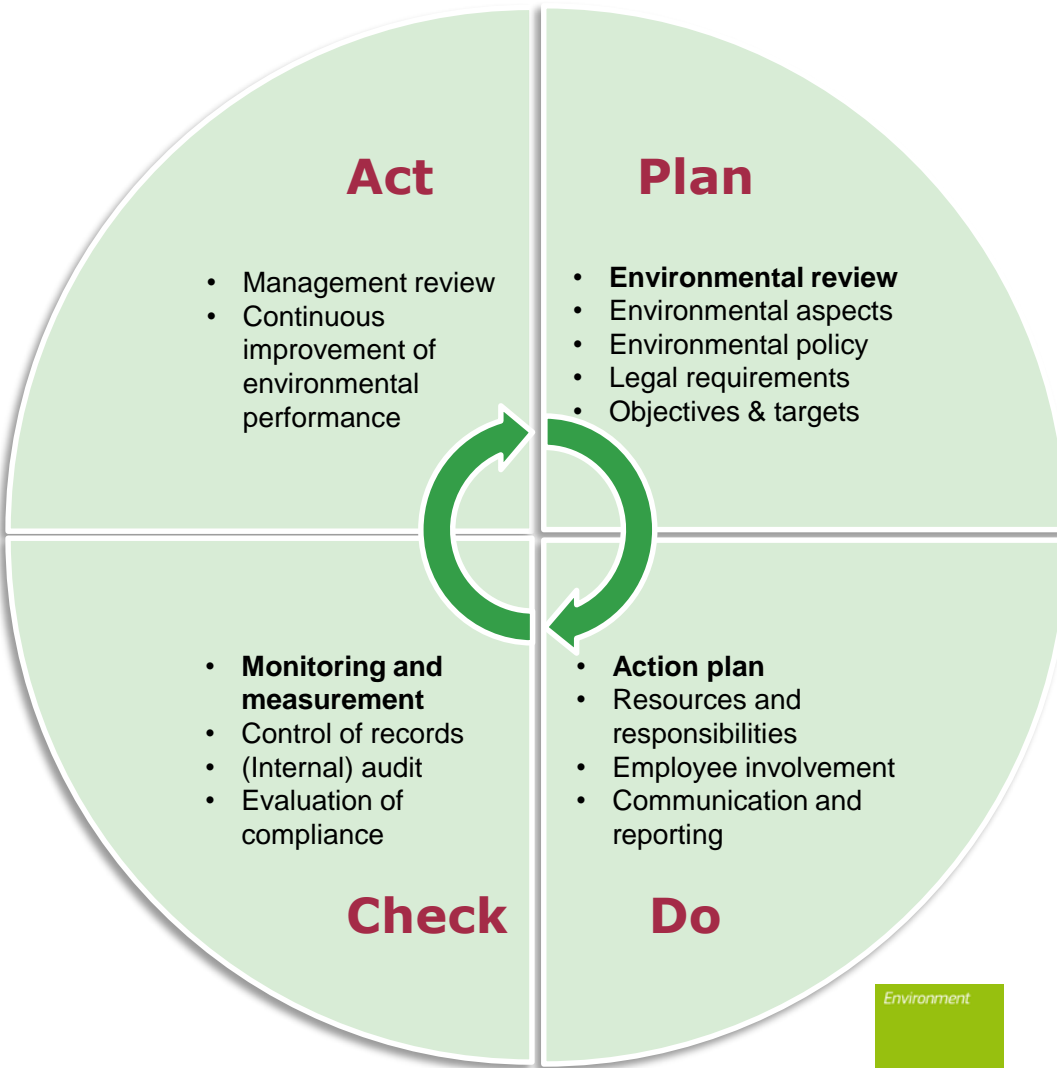 Act
• Management review
• Continuous
improvement of
environmental
performance
Plan
• Environmental review
• Environmental aspects
• Environmental policy
• Legal requirements
• Objectives & targets
• Monitoring and
measurement
• Control of records
• (Internal) audit
• Evaluation of
compliance
Check
• Action plan
• Resources and
responsibilities
• Employee involvement
• Communication and
reporting
Do
Environment